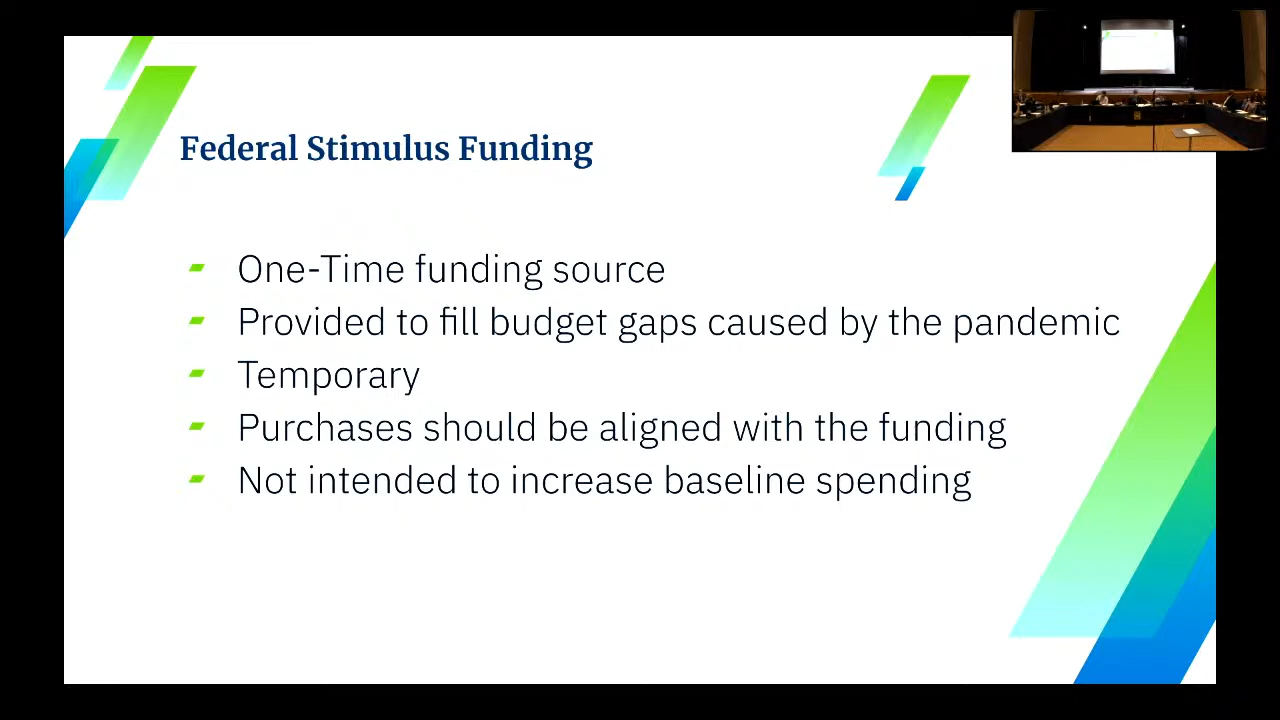 Federal Stimulus Funding
One-Time funding source
Provided to fill budget gaps caused by the pandemic
Temporary
Purchases should be aligned with the funding
Not intended to increase baseline spending